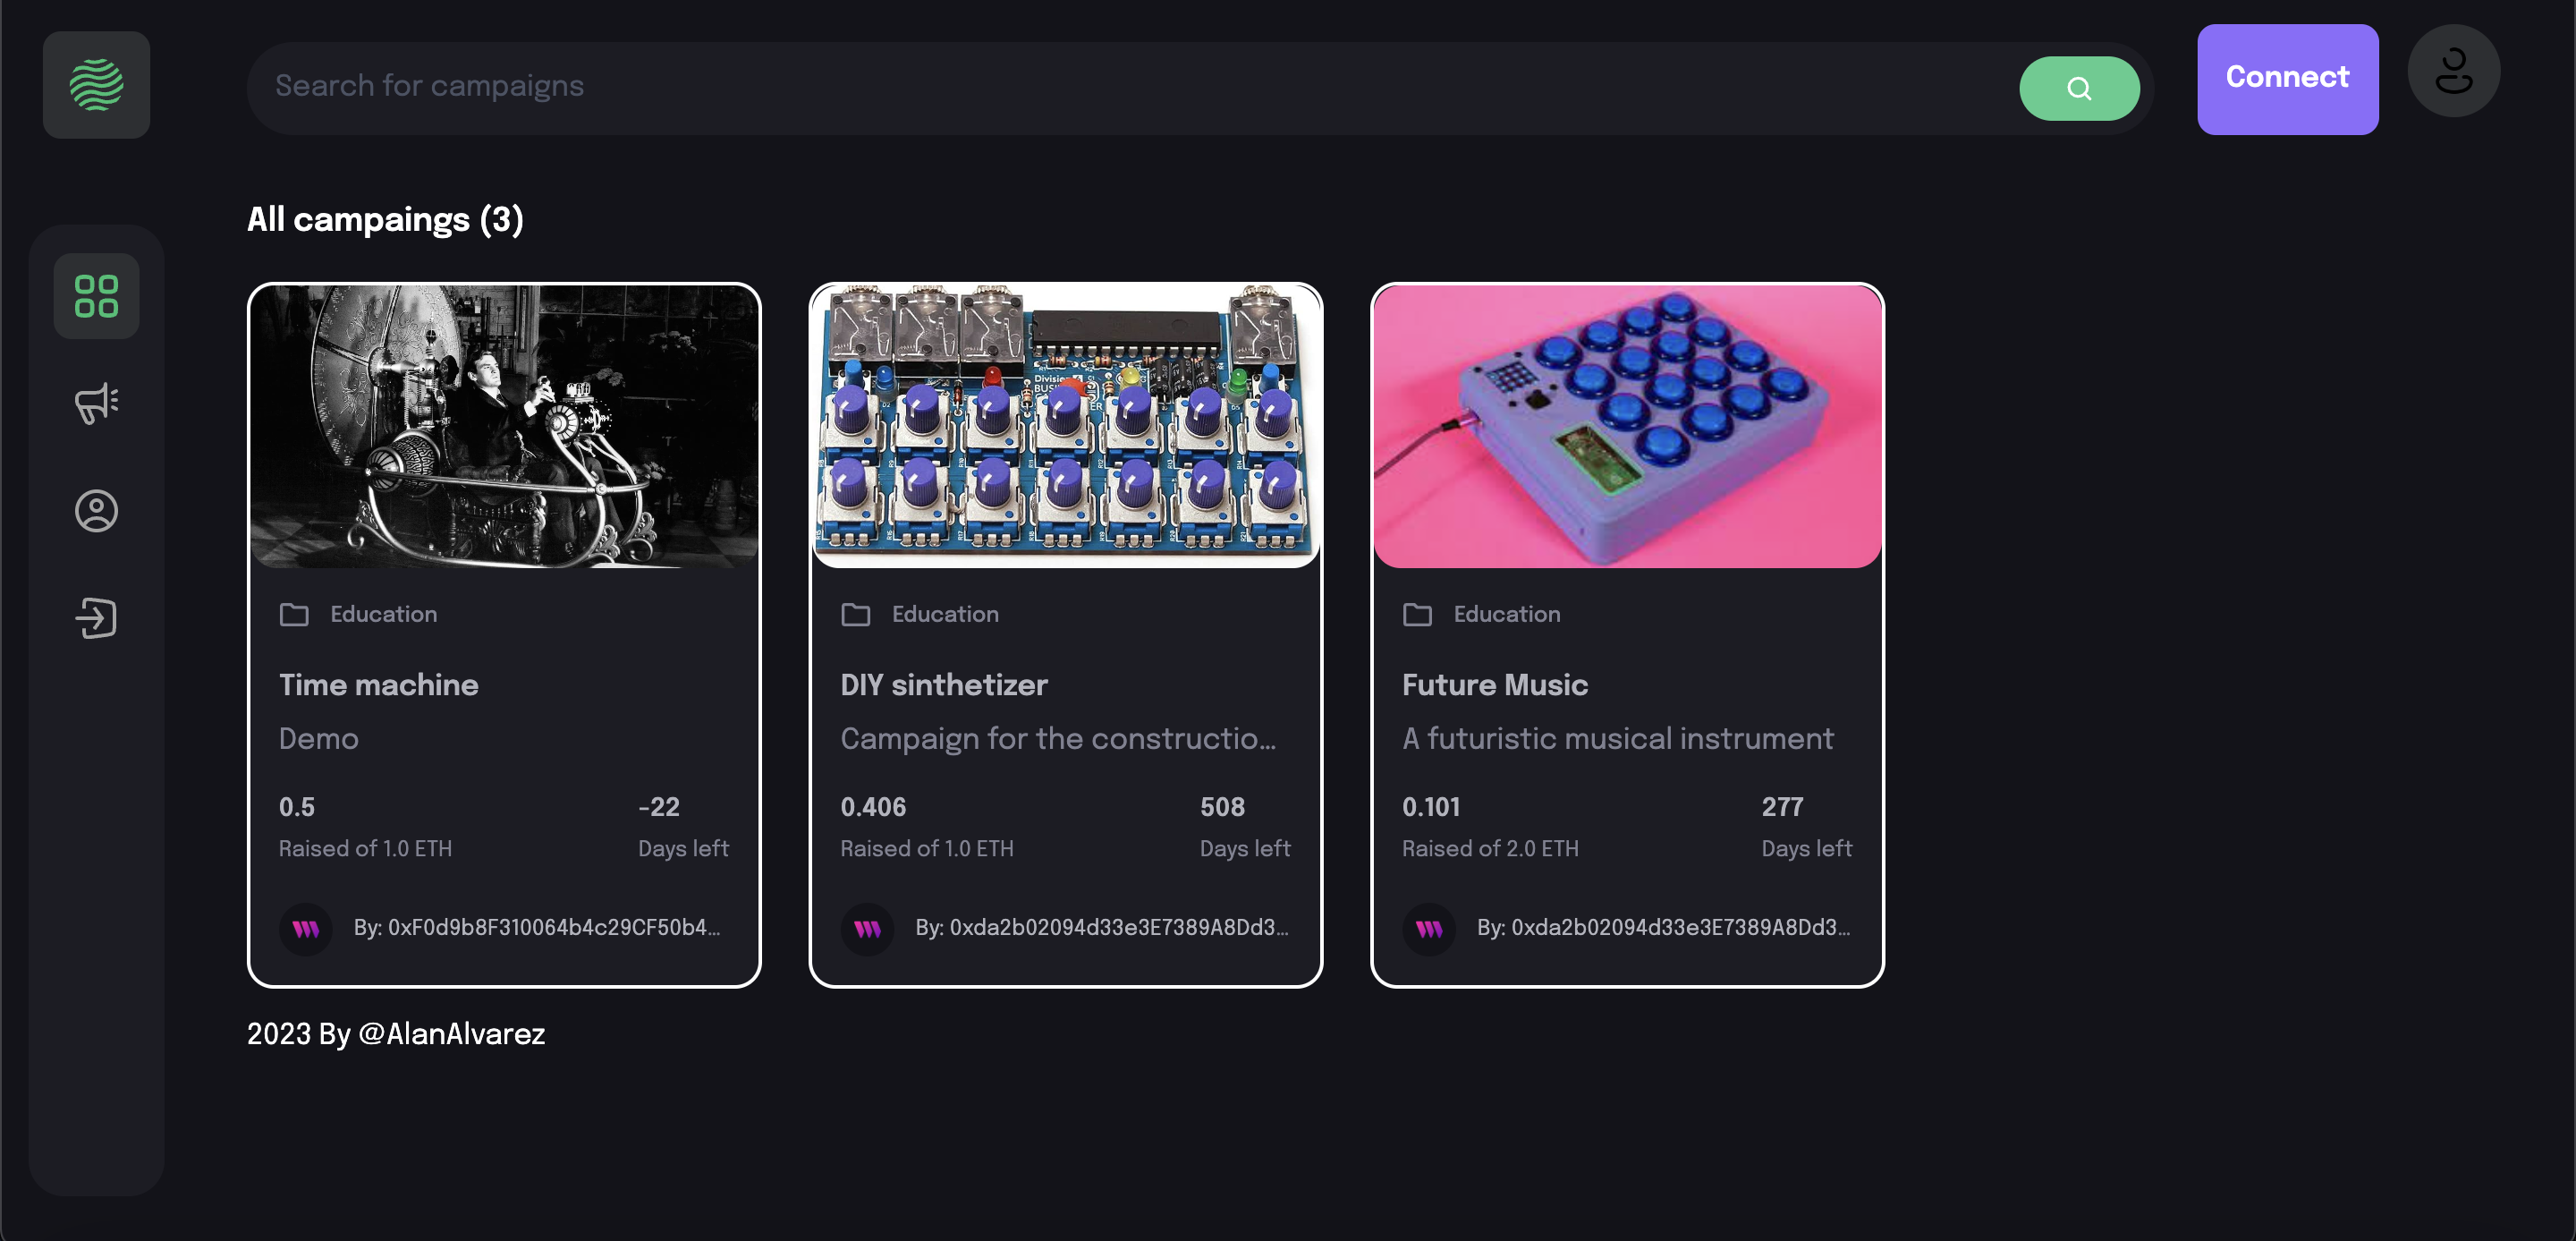 Search for campaigns
Connect
All campaings (3)
Education
Time machine
Demo
0.5
-22
Raised of 1.0 ETH
Days left
By: 0xF0d9b8F310064b4c29CF50b4...
Education
DIY sinthetizer
Campaign for the constructio...
0.406
508
Raised of 1.0 ETH
Days left
By: 0xda2b02094d33e3E7389A8Dd3...
Education
Future Music
A futuristic musical instrument
0.101
277
Raised of 2.0 ETH
Days left
By: 0xda2b02094d33e3E7389A8Dd3...
2023 By @AlanAlvarez